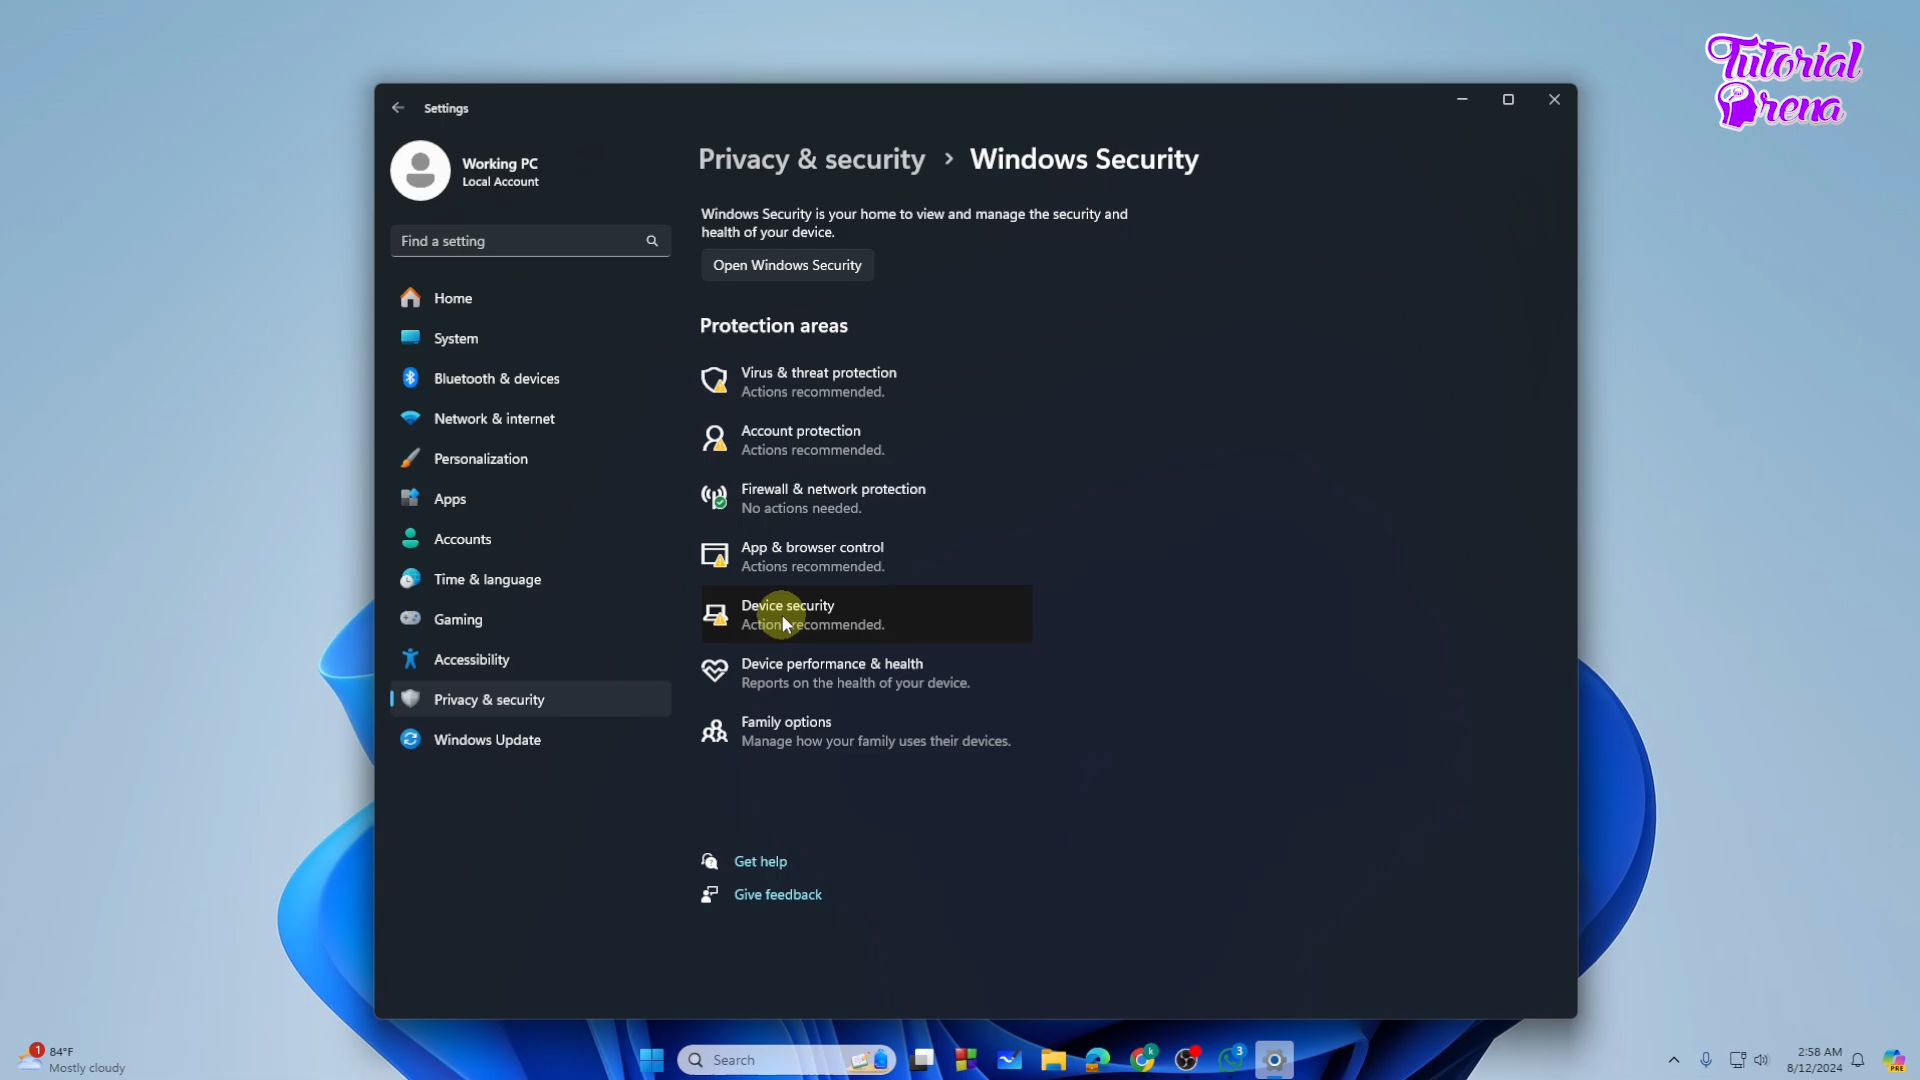 Tutorial
Arena
Settings
Working PC
Local Account
Find a setting
Home
System
Bluetooth & devices
Network & internet
Personalization
Apps
Accounts
Time & language
Gaming
Accessibility
Privacy & security
Windows Update
Privacy & security > Windows Security
Windows Security is your home to view and manage the security and
health of your device.
Open Windows Security
Protection areas
Virus & threat protection
Actions recommended.
Account protection
Actions recommended.
Firewall & network protection
No actions needed.
App & browser control
Actions recommended.
Device security
Actions recommended.
Device performance & health
Reports on the health of your device.
Family options
Manage how your family uses their devices.
Get help
Give feedback
1
84°F
Mostly cloudy
Search
k
3
2:58 AM
8/12/2024
PRE